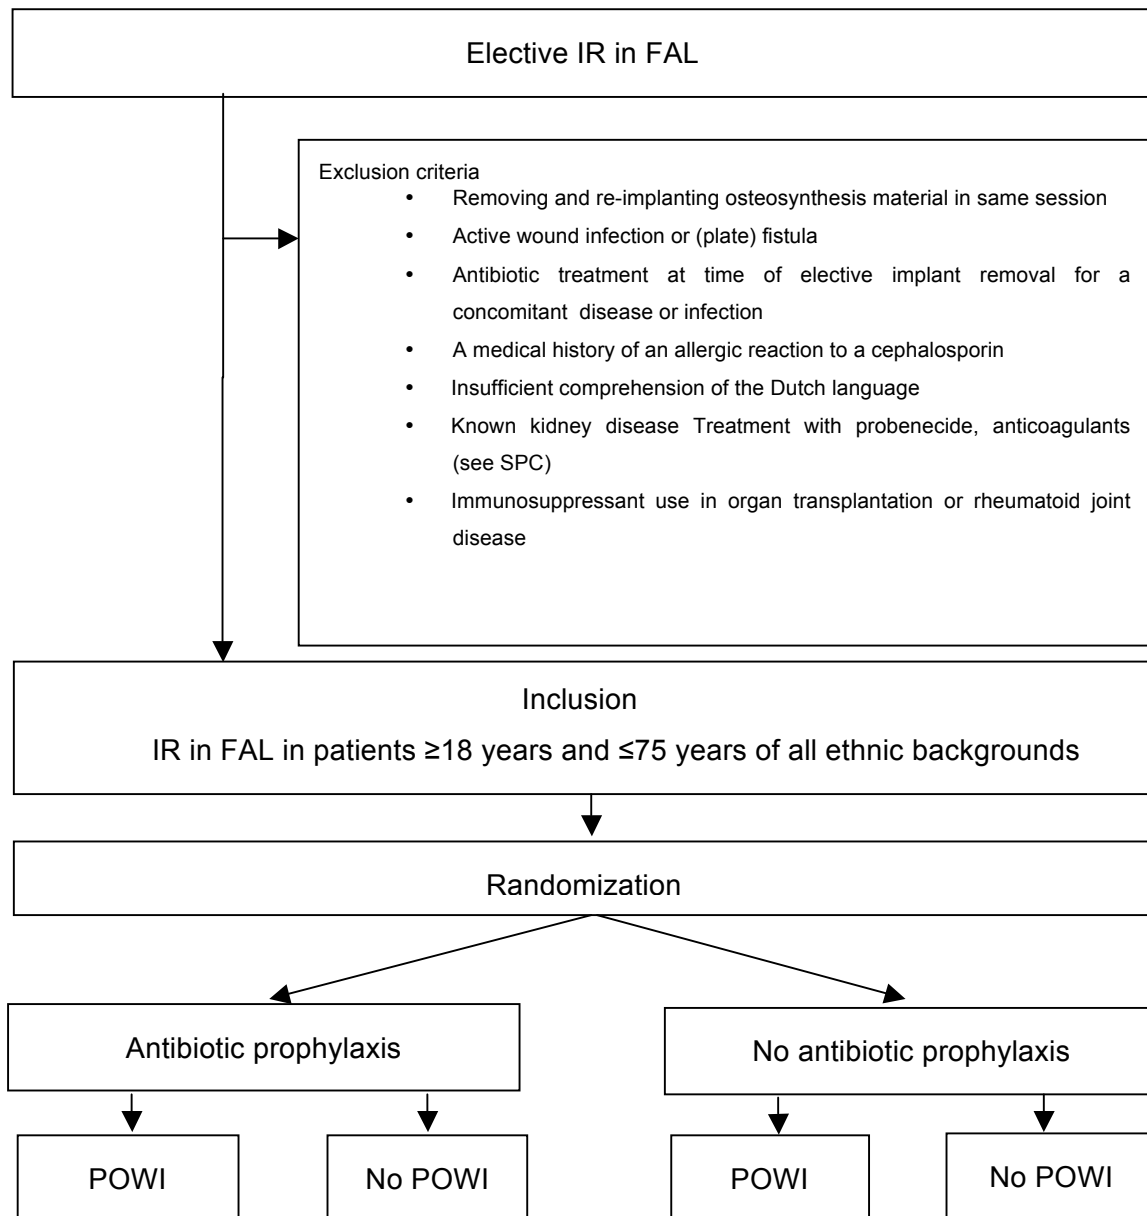 Elective IR in FAL
Exclusion criteria
• Removing and re-implanting osteosynthesis material in same session
• Active wound infection or (plate) fistula
• Antibiotic treatment at time of elective implant removal for a
concomitant disease or infection
• A medical history of an allergic reaction to a cephalosporin
• Insufficient comprehension of the Dutch language
• Known kidney disease Treatment with probenecide, anticoagulants
(see SPC)
• Immunosuppressant use in organ transplantation or rheumatoid joint
disease
Inclusion
IR in FAL in patients ≥18 years and ≤75 years of all ethnic backgrounds
Randomization
Antibiotic prophylaxis
No antibiotic prophylaxis
POWI
No POWI
POWI
No POWI